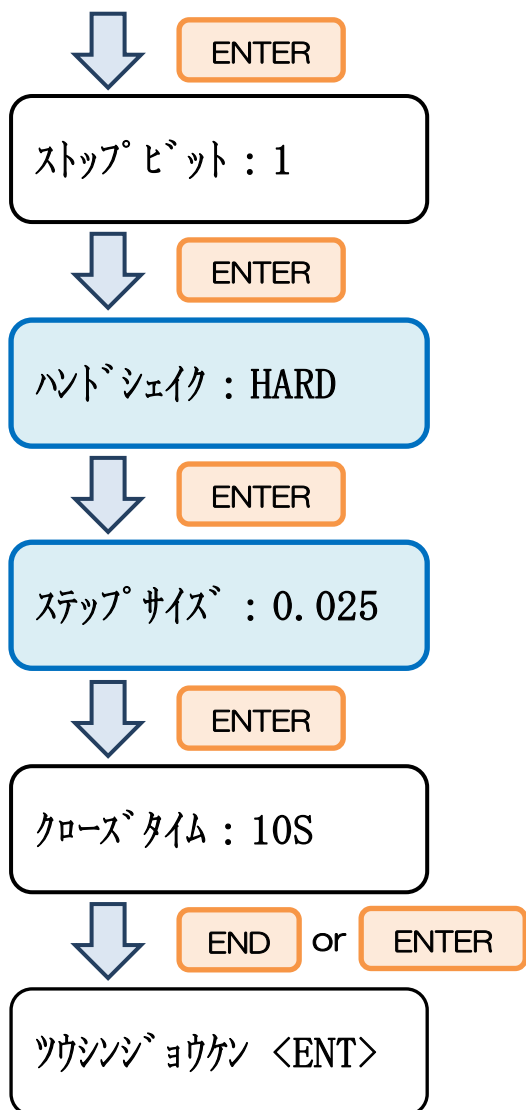 ENTER
ｽﾄｯﾌﾟﾋﾞｯﾄ : 1
ENTER
ﾊﾝﾄﾞｼｪｲｸ : HARD
ENTER
ｽﾃｯﾌﾟｻｲｽﾞ : 0.025
ENTER
ｸﾛｰｽﾞﾀｲﾑ : 10S
END or ENTER
ﾂｳｼﾝｼﾞｮｳｹﾝ <ENT>